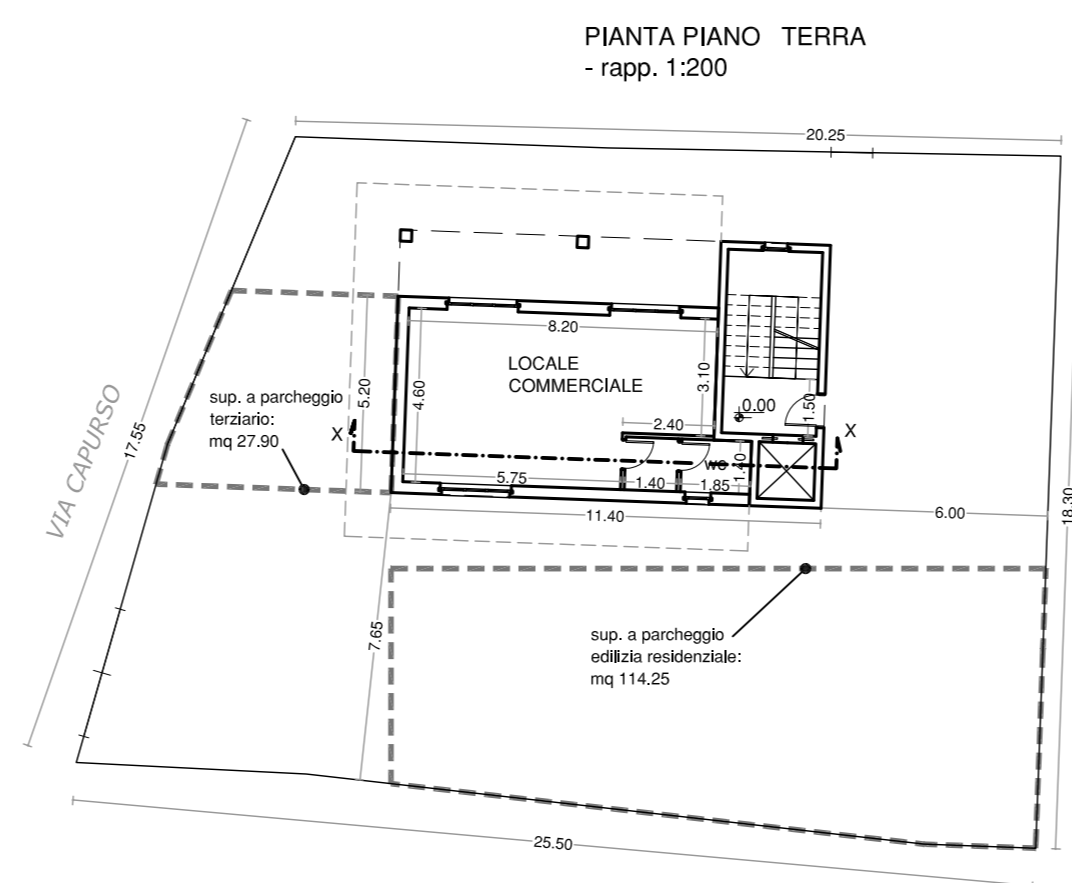 PIANTA PIANO TERRA
- rapp. 1:200
20.25
8.20
LOCALE
COMMERCIALE
3.10
5.20
4.60
sup. a parcheggio
terziario:
mq 27.90
0.00
1.50
2.40
X
X
17.55
VIA CAPURSO
wc
1.40
5.75
1.40
1.85
11.40
6.00
18.30
7.65
sup. a parcheggio
edilizia residenziale:
mq 114.25
25.50